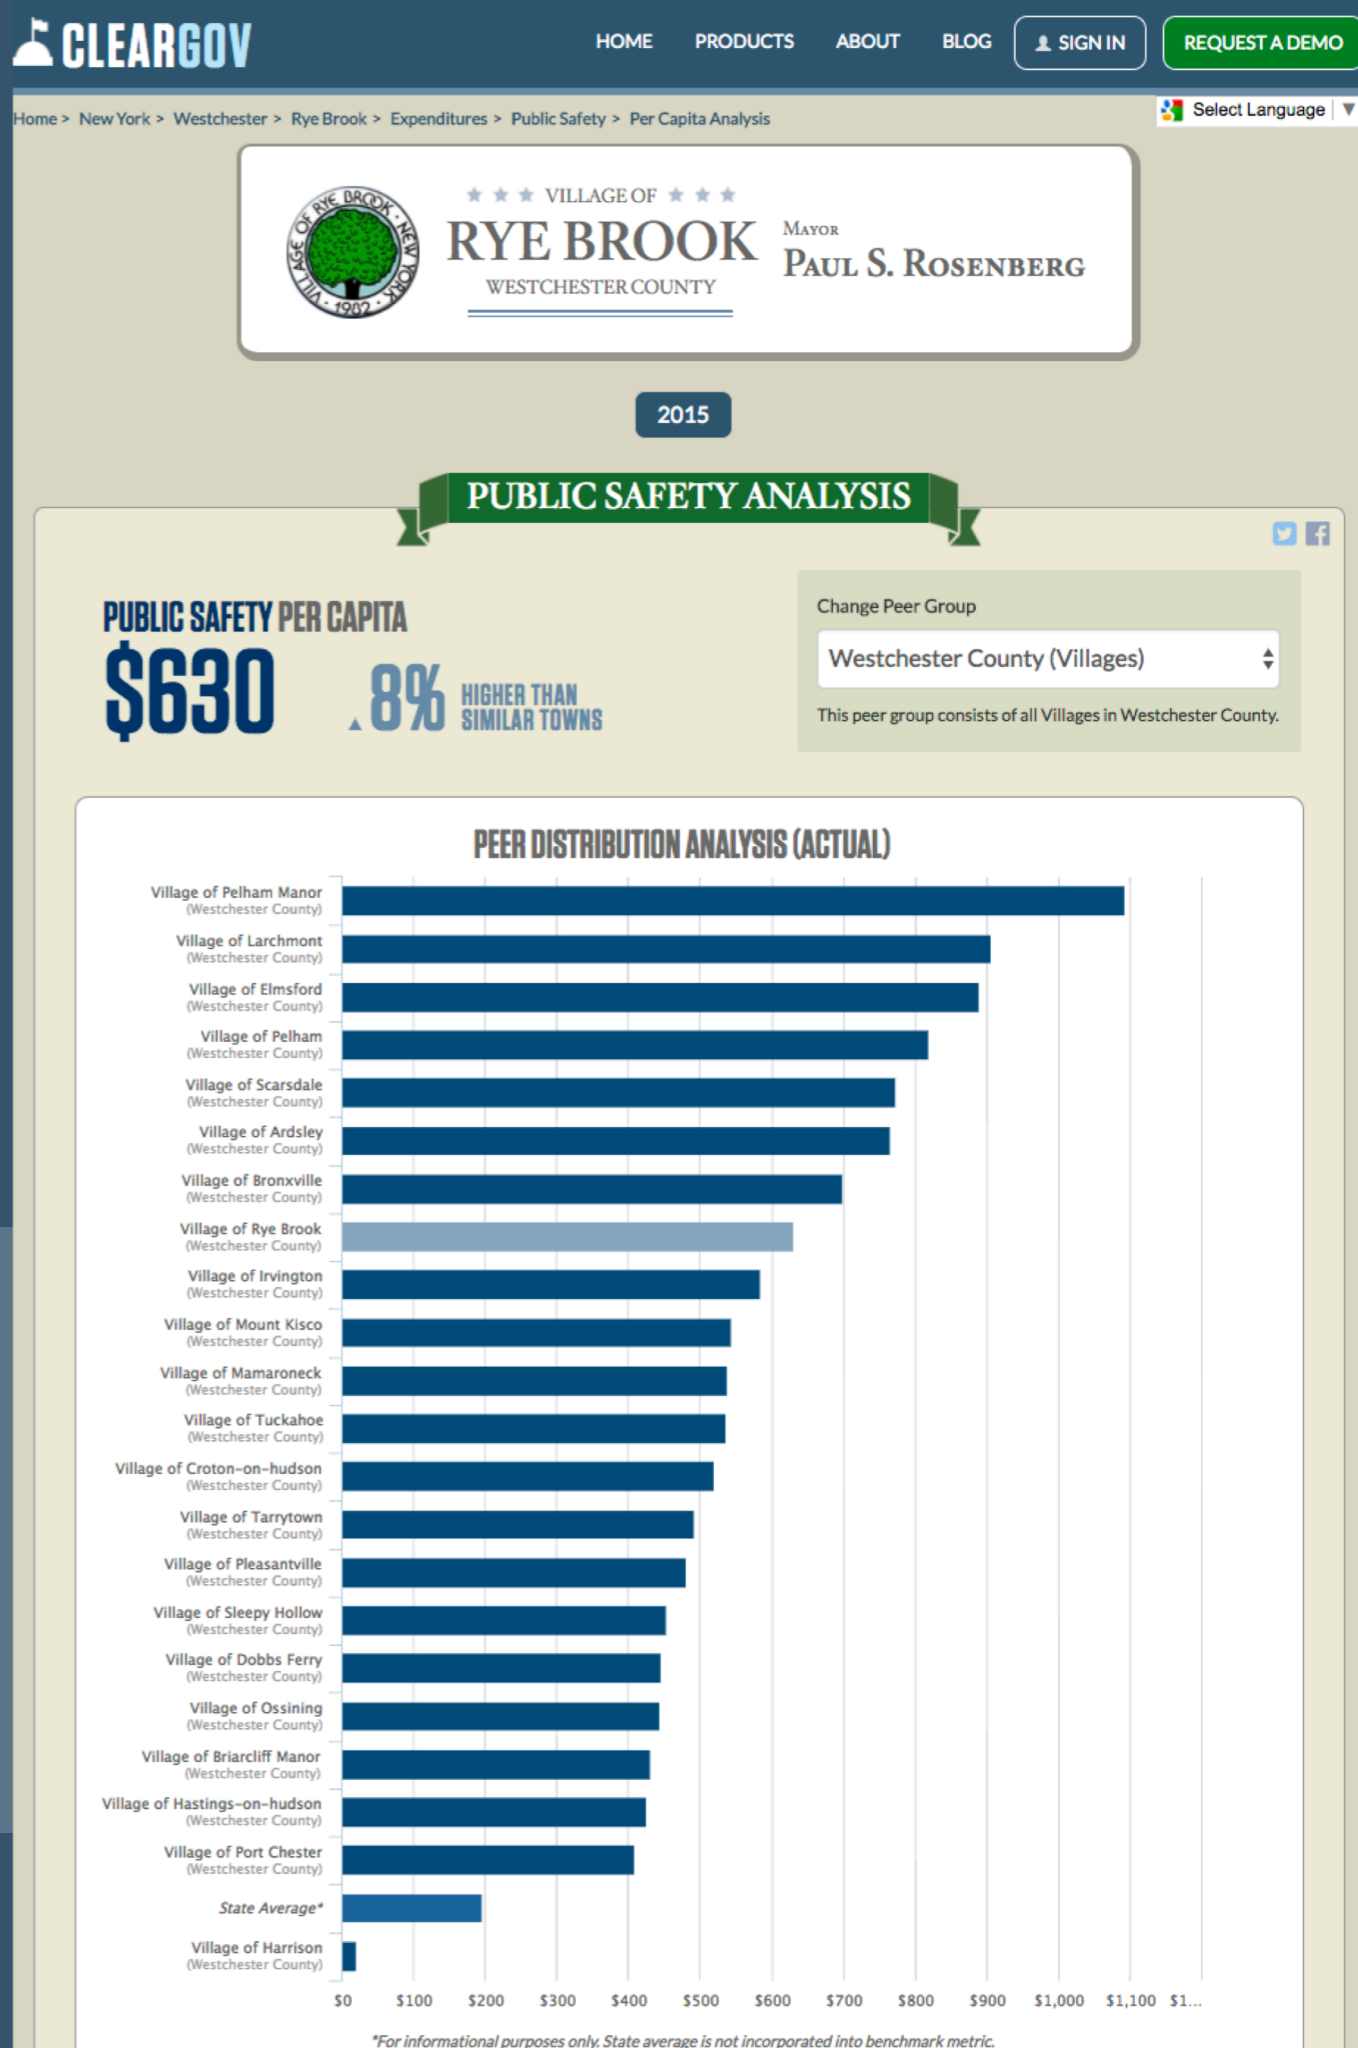 CLEARGOV
HOME PRODUCTS ABOUT BLOG SIGN IN REQUEST A DEMO
Home > New York > Westchester > Rye Brook > Expenditures > Public Safety > Per Capita Analysis
Select Language ▼
VILLAGE OF RYE BROOK · NEW YORK · 1982 ·
★ ★ ★ VILLAGE OF ★ ★ ★
RYE BROOK
WESTCHESTER COUNTY
MAYOR
PAUL S. ROSENBERG
2015
PUBLIC SAFETY ANALYSIS
PUBLIC SAFETY PER CAPITA
$630
▲ 8% HIGHER THAN
SIMILAR TOWNS
Change Peer Group
Westchester County (Villages)
This peer group consists of all Villages in Westchester County.
PEER DISTRIBUTION ANALYSIS (ACTUAL)
Village of Pelham Manor
(Westchester County)
Village of Larchmont
(Westchester County)
Village of Elmsford
(Westchester County)
Village of Pelham
(Westchester County)
Village of Scarsdale
(Westchester County)
Village of Ardsley
(Westchester County)
Village of Bronxville
(Westchester County)
Village of Rye Brook
(Westchester County)
Village of Irvington
(Westchester County)
Village of Mount Kisco
(Westchester County)
Village of Mamaroneck
(Westchester County)
Village of Tuckahoe
(Westchester County)
Village of Croton-on-hudson
(Westchester County)
Village of Tarrytown
(Westchester County)
Village of Pleasantville
(Westchester County)
Village of Sleepy Hollow
(Westchester County)
Village of Dobbs Ferry
(Westchester County)
Village of Ossining
(Westchester County)
Village of Briarcliff Manor
(Westchester County)
Village of Hastings-on-hudson
(Westchester County)
Village of Port Chester
(Westchester County)
State Average*
Village of Harrison
(Westchester County)
$0 $100 $200 $300 $400 $500 $600 $700 $800 $900 $1,000 $1,100 $1...
*For informational purposes only. State average is not incorporated into benchmark metric.